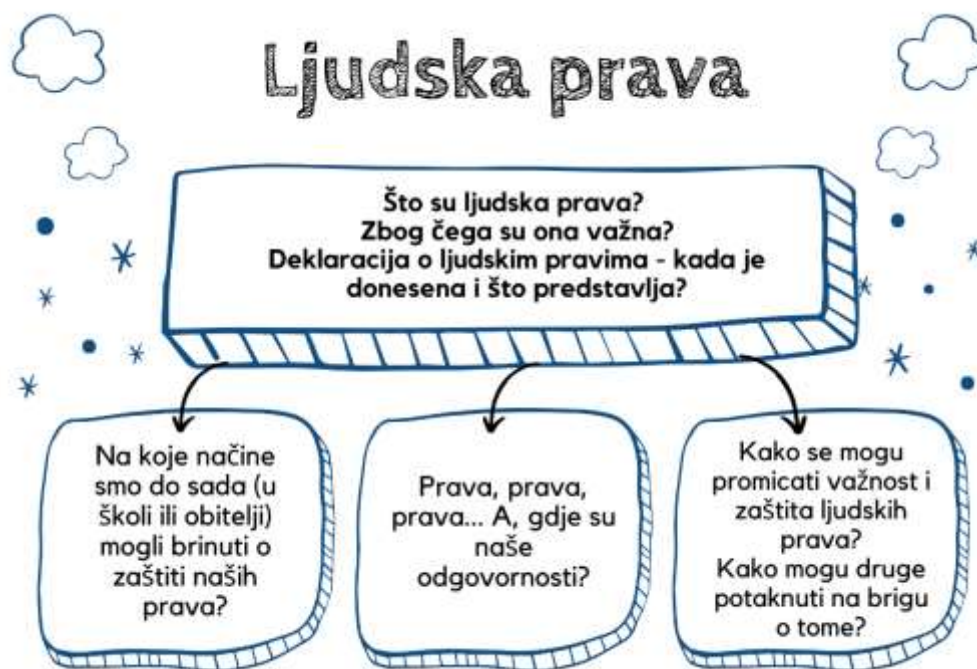 Ljudska prava
Što su ljudska prava?
Zbog čega su ona važna?
Deklaracija o ljudskim pravima - kada je
donesena i što predstavlja?
Na koje načine
smo do sada (u
školi ili obitelji)
mogli brinuti o
zaštiti naših
prava?
Prava, prava,
prava... A, gdje su
naše
odgovornosti?
Kako se mogu
promicati važnost i
zaštita ljudskih
prava?
Kako mogu druge
potaknuti na brigu
o tome?